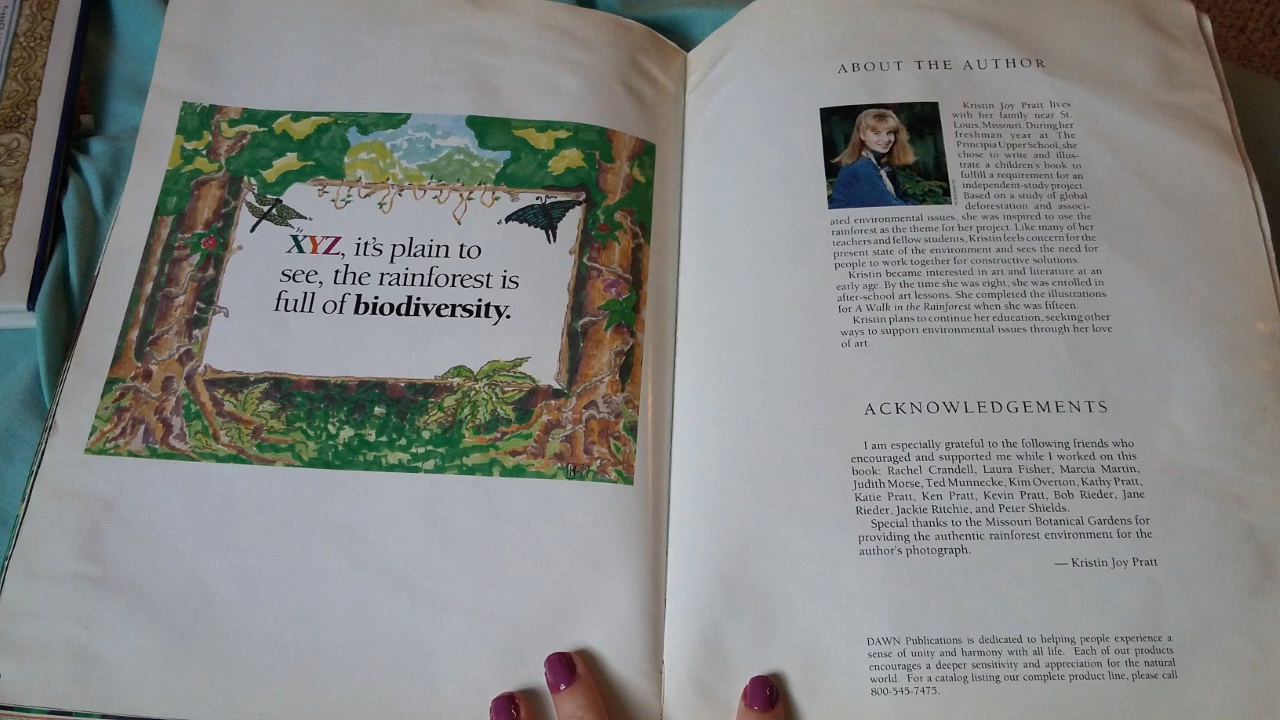 XYZ, it's plain to
see, the rainforest is
full of biodiversity.
ABOUT THE AUTHOR
Kristin Joy Pratt lives
with her family near St.
Louis, Missouri. During her
freshman year at The
Principia Upper School, she
chose to write and illus-
trate a children's book to
fulfill a requirement for an
independent-study project.
Based on a study of global
deforestation and associ-
ated environmental issues, she was inspired to use the
rainforest as the theme for her project. Like many of her
teachers and fellow students, Kristin feels concern for the
present state of the environment and sees the need for
people to work together for constructive solutions.
Kristin became interested in art and literature at an
early age. By the time she was eight, she was enrolled in
after-school art lessons. She completed the illustrations
for A Walk in the Rainforest when she was fifteen.
Kristin plans to continue her education, seeking other
ways to support environmental issues through her love
of art.
ACKNOWLEDGEMENTS
I am especially grateful to the following friends who
encouraged and supported me while I worked on this
book: Rachel Crandell, Laura Fisher, Marcia Martin,
Judith Morse, Ted Munnecke, Kim Overton, Kathy Pratt,
Katie Pratt, Ken Pratt, Kevin Pratt, Bob Rieder, Jane
Rieder, Jackie Ritchie, and Peter Shields.
Special thanks to the Missouri Botanical Gardens for
providing the authentic rainforest environment for the
author's photograph.
— Kristin Joy Pratt
DAWN Publications is dedicated to helping people experience a
sense of unity and harmony with all life. Each of our products
encourages a deeper sensitivity and appreciation for the natural
world. For a catalog listing our complete product line, please call
800-545-7475.